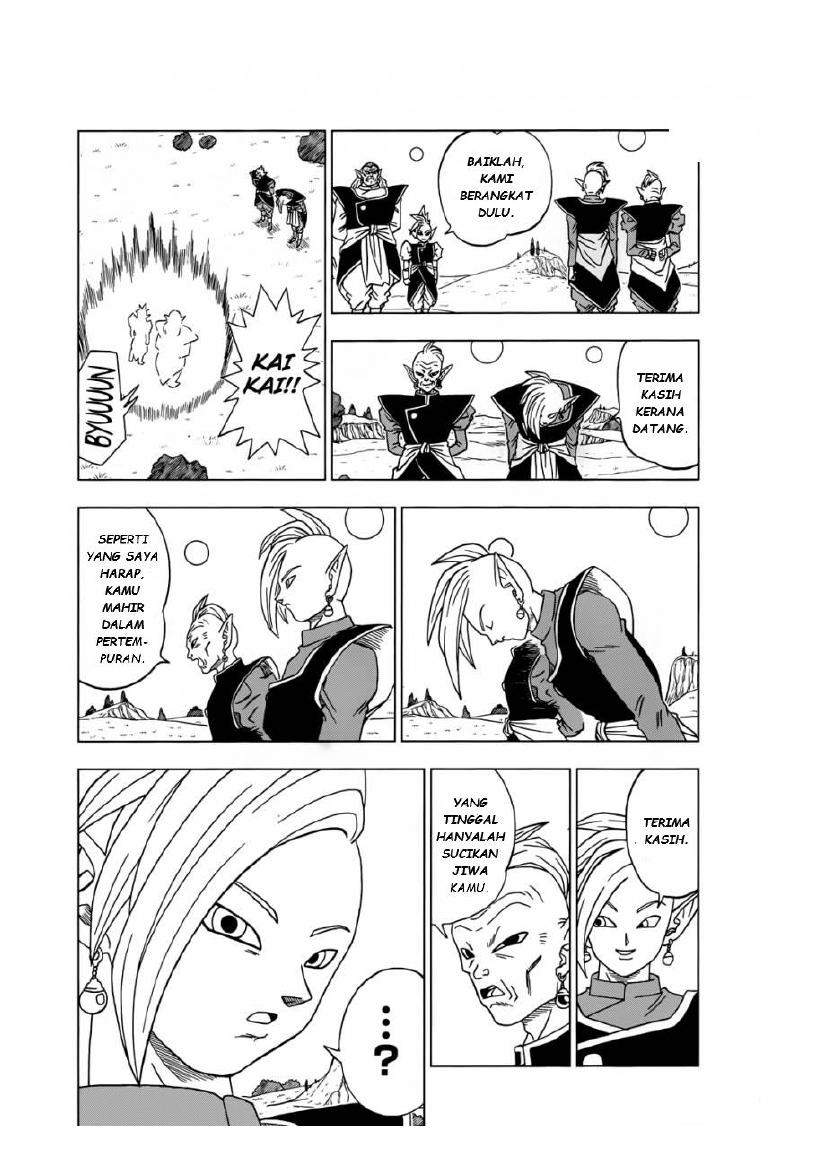 BAIKLAH,
KAMI
BERANGKAT
DULU.
KAI
KAI!!
BYUUUUN
TERIMA
KASIH
KERANA
DATANG.
SEPERTI
YANG SAYA
HARAP,
KAMU
MAHIR
DALAM
PERTEM-
PURAN.
TERIMA
KASIH.
YANG
TINGGAL
HANYALAH
SUCIKAN
JIWA
KAMU.
...?